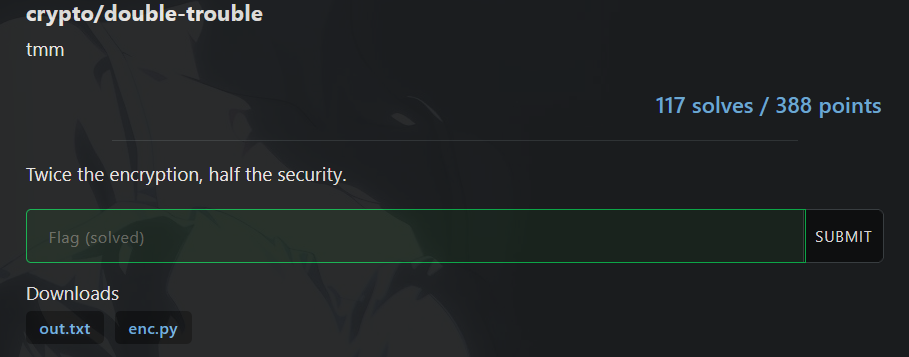 crypto/double-trouble
tmm
117 solves / 388 points
Twice the encryption, half the security.
Flag (solved)
SUBMIT
Downloads
out.txt
enc.py